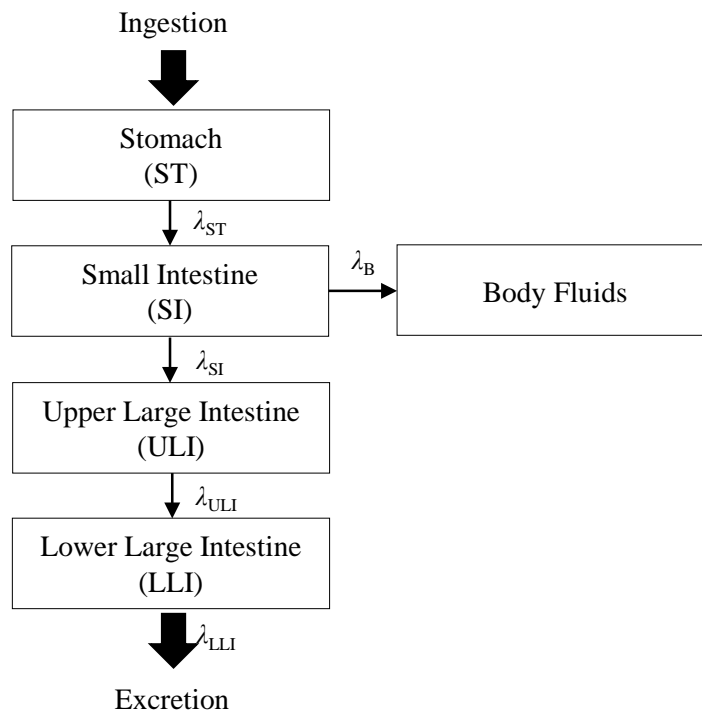 Ingestion
Stomach
(ST)
λST
Small Intestine
(SI)
λB
Body Fluids
λSI
Upper Large Intestine
(ULI)
λULI
Lower Large Intestine
(LLI)
λLLI
Excretion